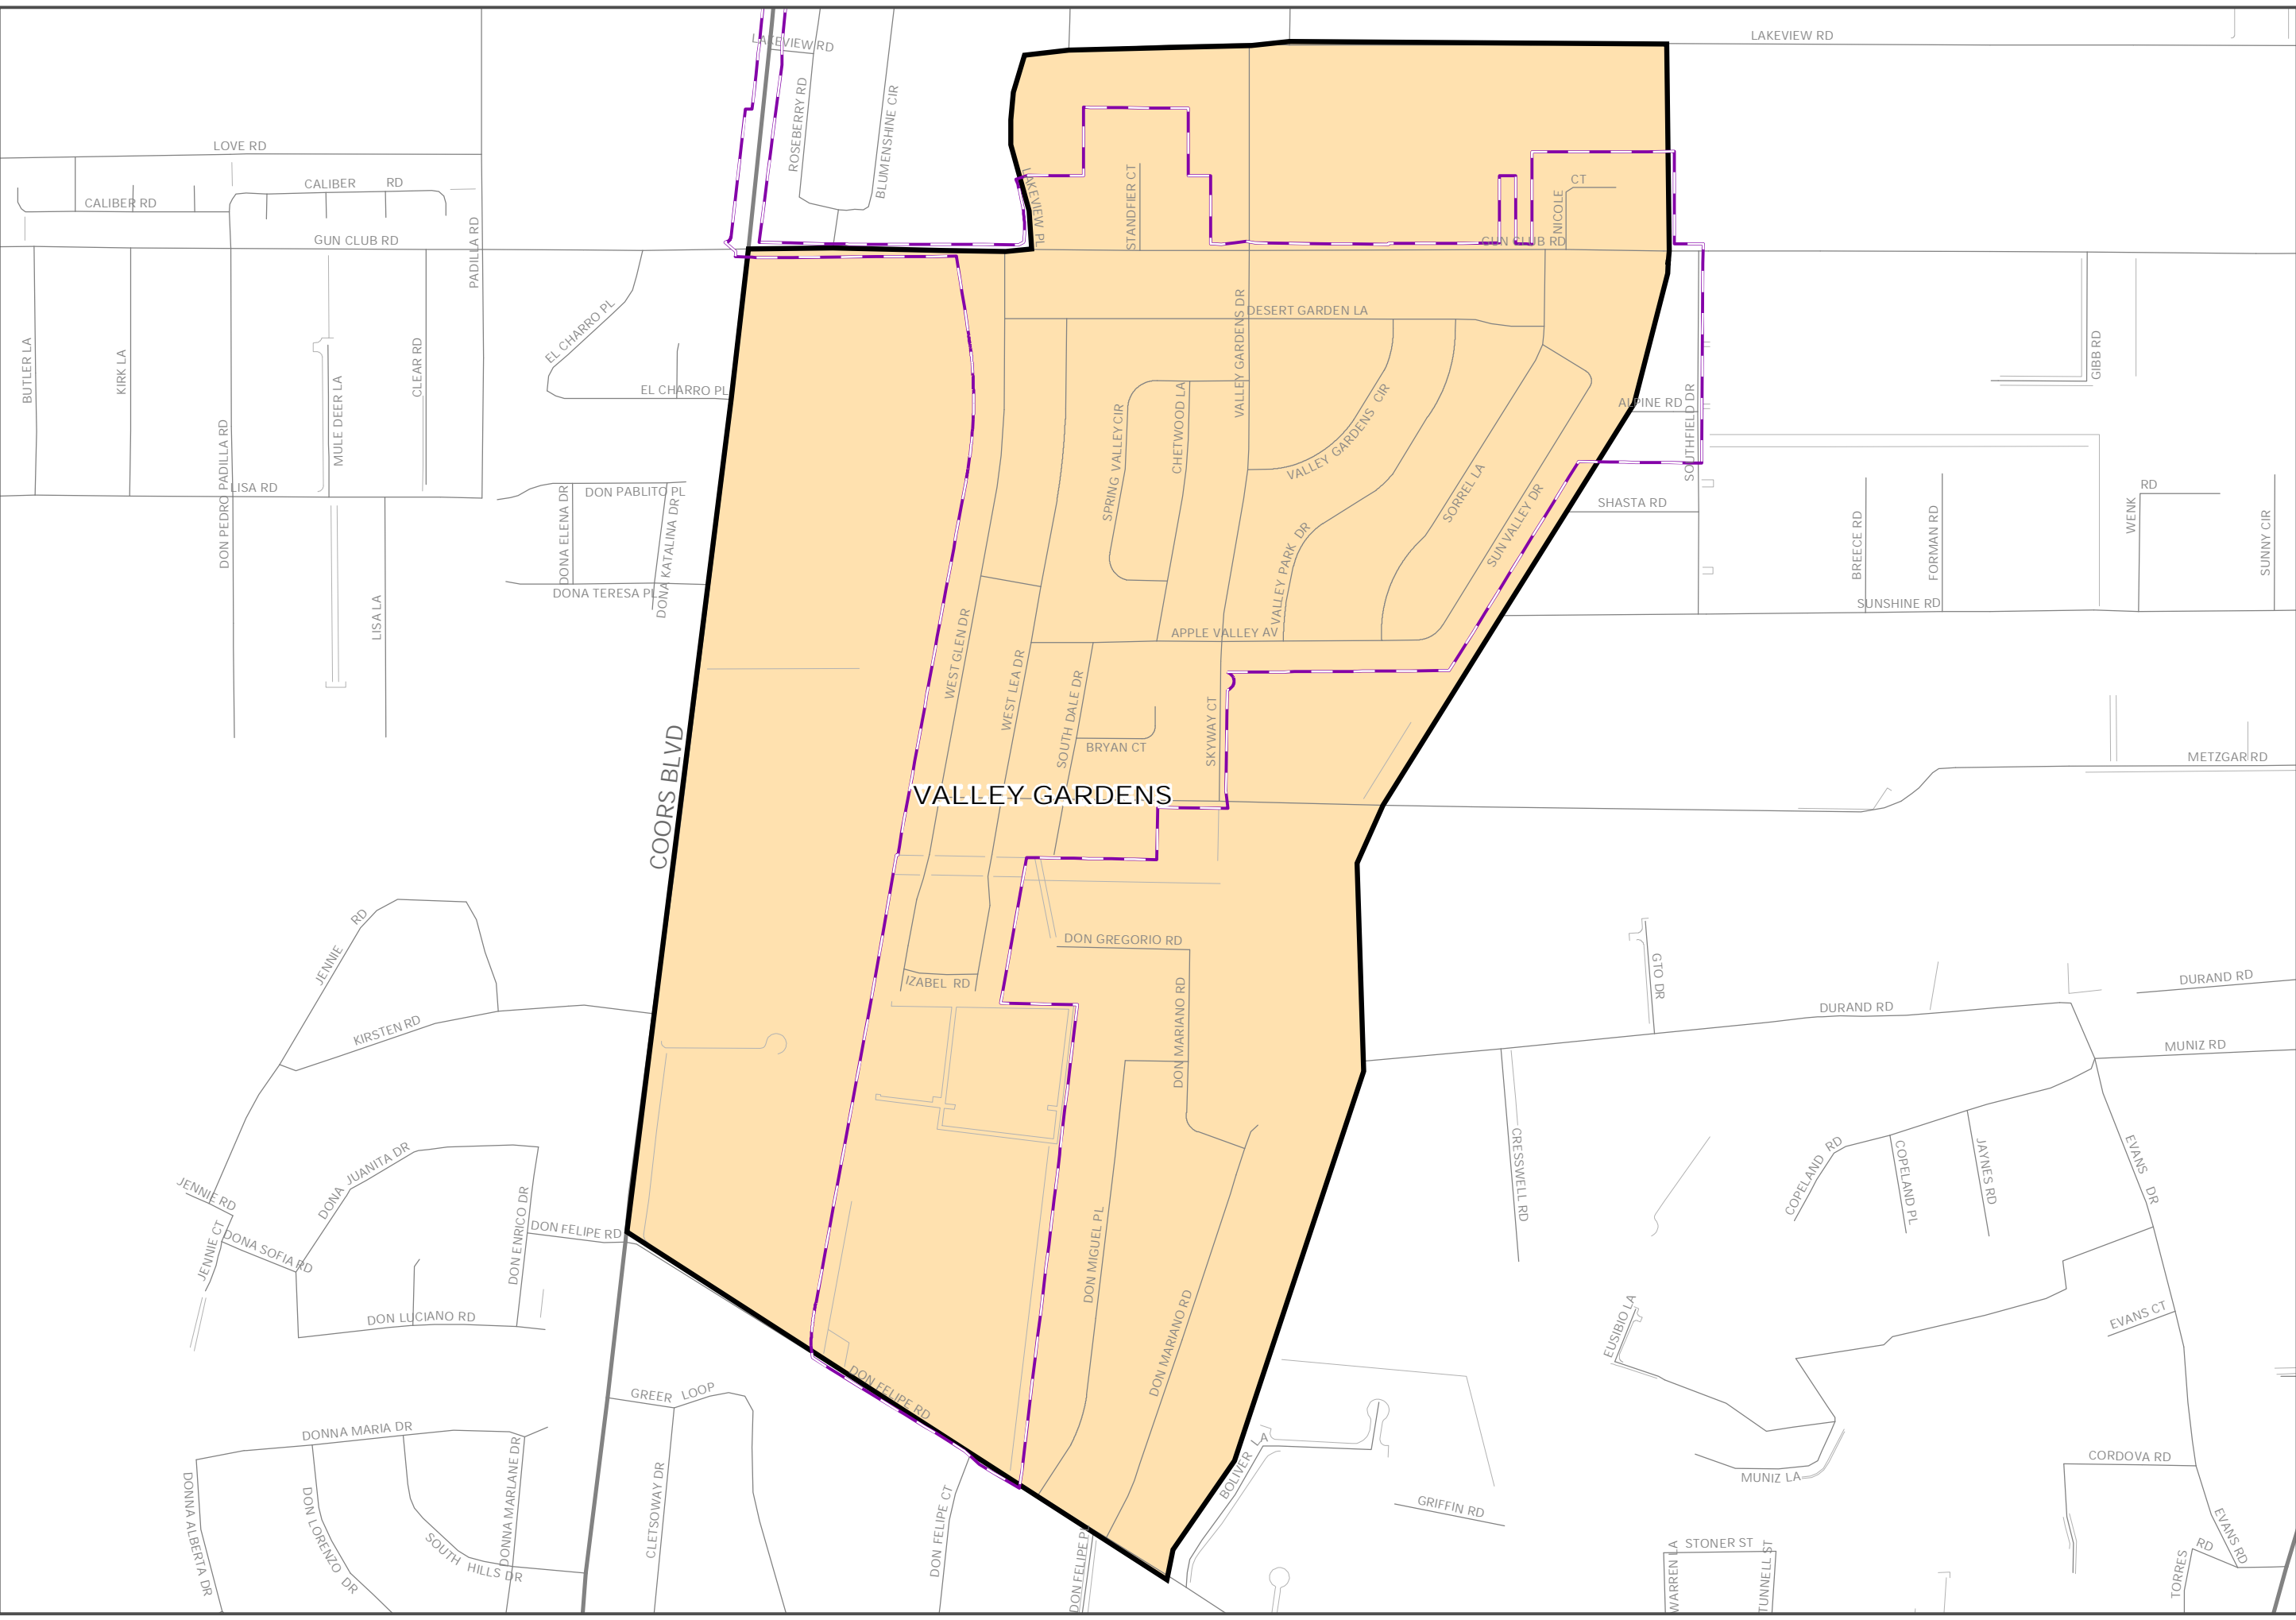 LAKEVIEW RD
LAKEVIEW RD
ROSEBERRY RD
BLUMENSHINE CIR
LOVE RD
CALIBER RD
CALIBER RD
GUN CLUB RD
PADILLA RD
LAKEVIEW PL
STANDFIER CT
NICOLE CT
GUN CLUB RD
BUTLER LA
KIRK LA
DON PEDRO PADILLA RD
MULE DEER LA
CLEAR RD
LISA RD
LISA LA
EL CHARRO PL
EL CHARRO PL
DON PABLITO PL
DONA ELENA DR
DONA KATALINA DR
DONA TERESA PL
DESERT GARDEN LA
VALLEY GARDENS DR
SPRING VALLEY CIR
CHETWOOD LA
VALLEY GARDENS CIR
VALLEY PARK DR
SORREL LA
SUN VALLEY DR
ALPINE RD
SOUTHFIELD DR
SHASTA RD
GIBB RD
BREECE RD
FORMAN RD
WENK RD
SUNNY CIR
SUNSHINE RD
APPLE VALLEY AV
WEST GLEN DR
WEST LEA DR
SOUTH DALE DR
BRYAN CT
SKYWAY CT
METZGAR RD
COORS BLVD
VALLEY GARDENS
DON GREGORIO RD
IZABEL RD
DON MARIANO RD
JENNIE RD
KIRSTEN RD
GTO DR
DURAND RD
DURAND RD
MUNIZ RD
CRESSWELL RD
COPELAND RD
COPELAND PL
JAYNES RD
EVANS DR
DONA JUANITA DR
JENNIE RD
JENNIE CT
DONA SOFIA RD
DON ENRICO DR
DON FELIPE RD
DON LUCIANO RD
DON MIGUEL PL
DON MARIANO RD
EUSIBIO LA
EVANS CT
DON FELIPE RD
GREER LOOP
DONNA MARIA DR
DONNA ALBERTA DR
DON LORENZO DR
SOUTH HILLS DR
DONNA MARLANE DR
CLETSOWAY DR
DON FELIPE CT
DON FELIPE PL
BOLIVER LA
GRIFFIN RD
MUNIZ LA
CORDOVA RD
EVANS RD
STONER ST
WARREN LA
TUNNELL ST
TORRES RD